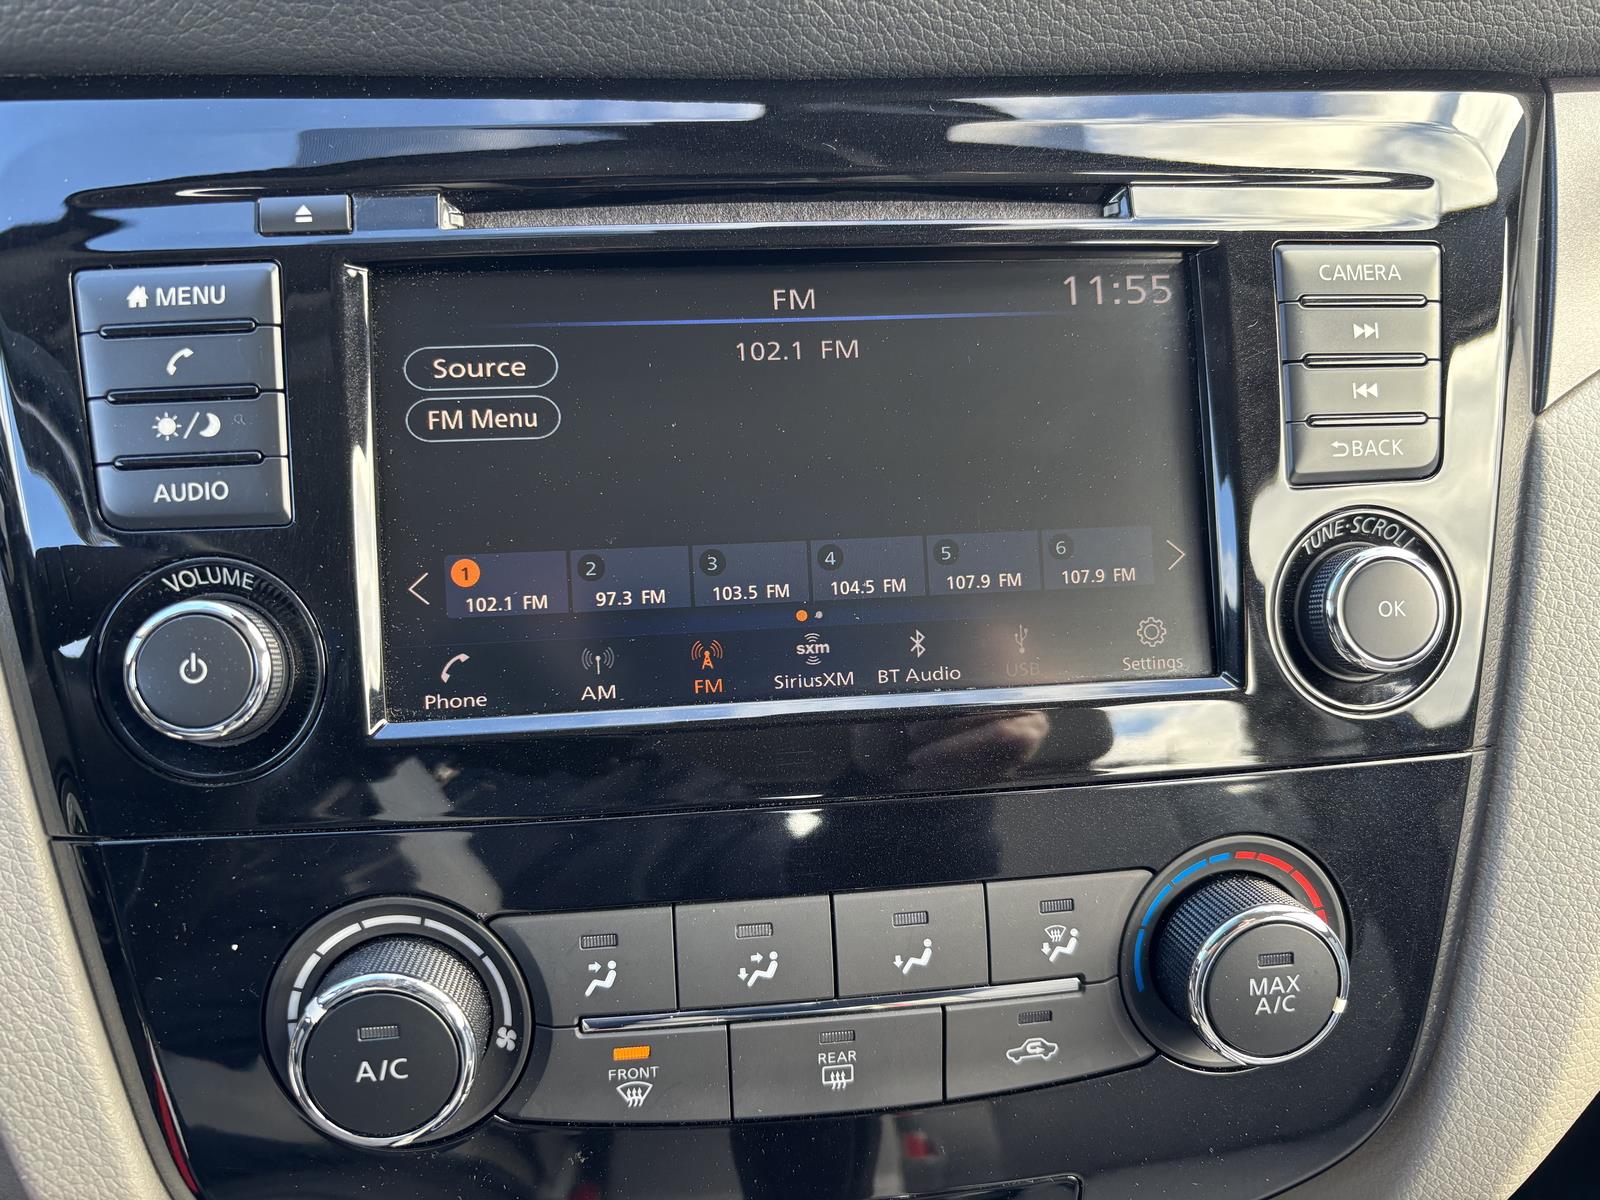 MENU
AUDIO
VOLUME
FM
11:55
102.1 FM
Source
FM Menu
1
102.1 FM
2
97.3 FM
3
103.5 FM
4
104.5 FM
5
107.9 FM
6
107.9 FM
Phone
AM
FM
sxm
SiriusXM
BT Audio
USB
Settings
CAMERA
BACK
TUNE·SCROLL
OK
A/C
FRONT
REAR
MAX
A/C